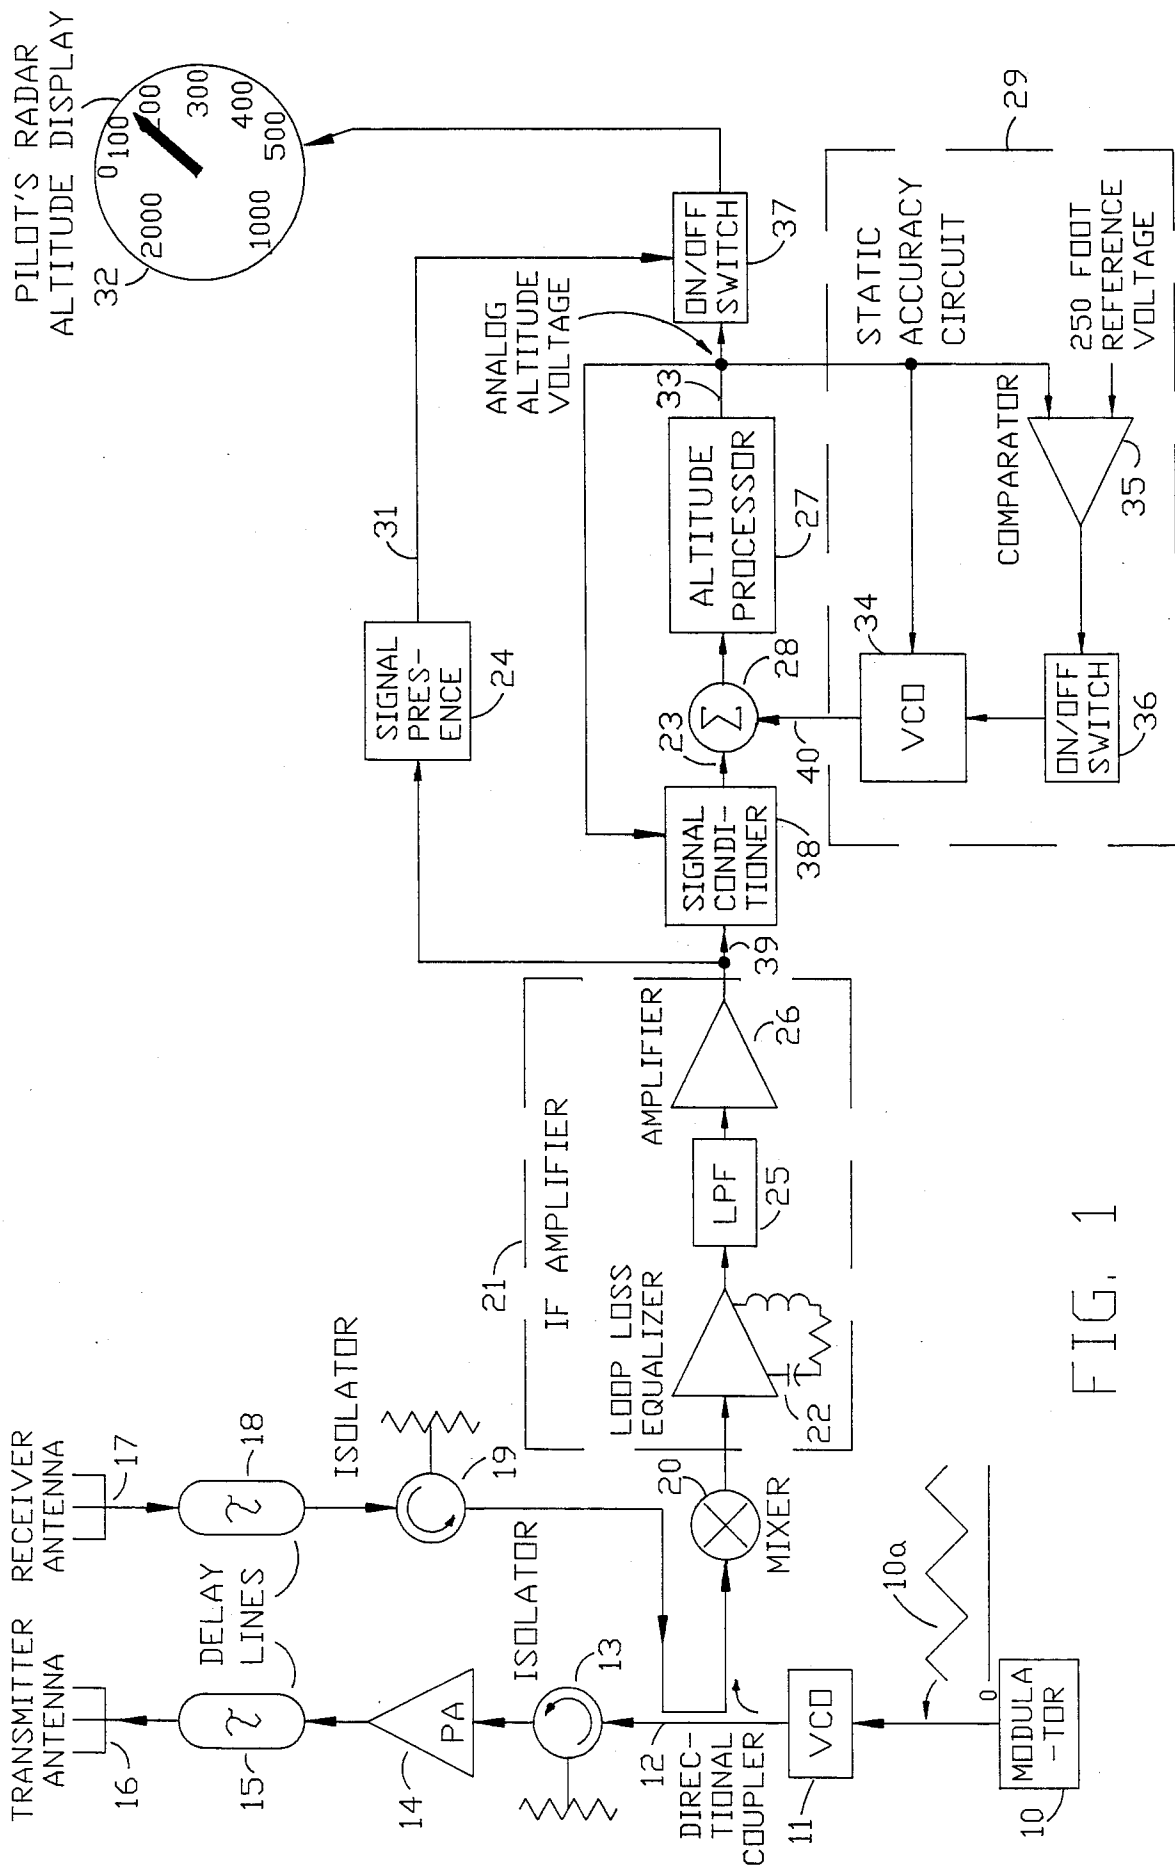 TRANSMITTER
ANTENNA
16
RECEIVER
ANTENNA
17
15
τ
DELAY
LINES
τ
18
14
PA
ISOLATOR
13
ISOLATOR
19
12
DIREC-
TIONAL
COUPLER
11
VCO
10
MODULA
-TOR
0
10a
MIXER
20
21
IF AMPLIFIER
LOOP LOSS
EQUALIZER
22
LPF
25
AMPLIFIER
26
39
SIGNAL
CONDI-
TIONER
38
23
Σ
28
40
SIGNAL
PRES-
ENCE
24
31
ALTITUDE
PROCESSOR
27
33
ANALOG
ALTITUDE
VOLTAGE
ON/OFF
SWITCH
37
PILOT'S RADAR
ALTITUDE DISPLAY
32
0
100
200
300
400
500
1000
2000
STATIC
ACCURACY
CIRCUIT
29
VCO
34
ON/OFF
SWITCH
36
COMPARATOR
35
250 FOOT
REFERENCE
VOLTAGE
FIG. 1